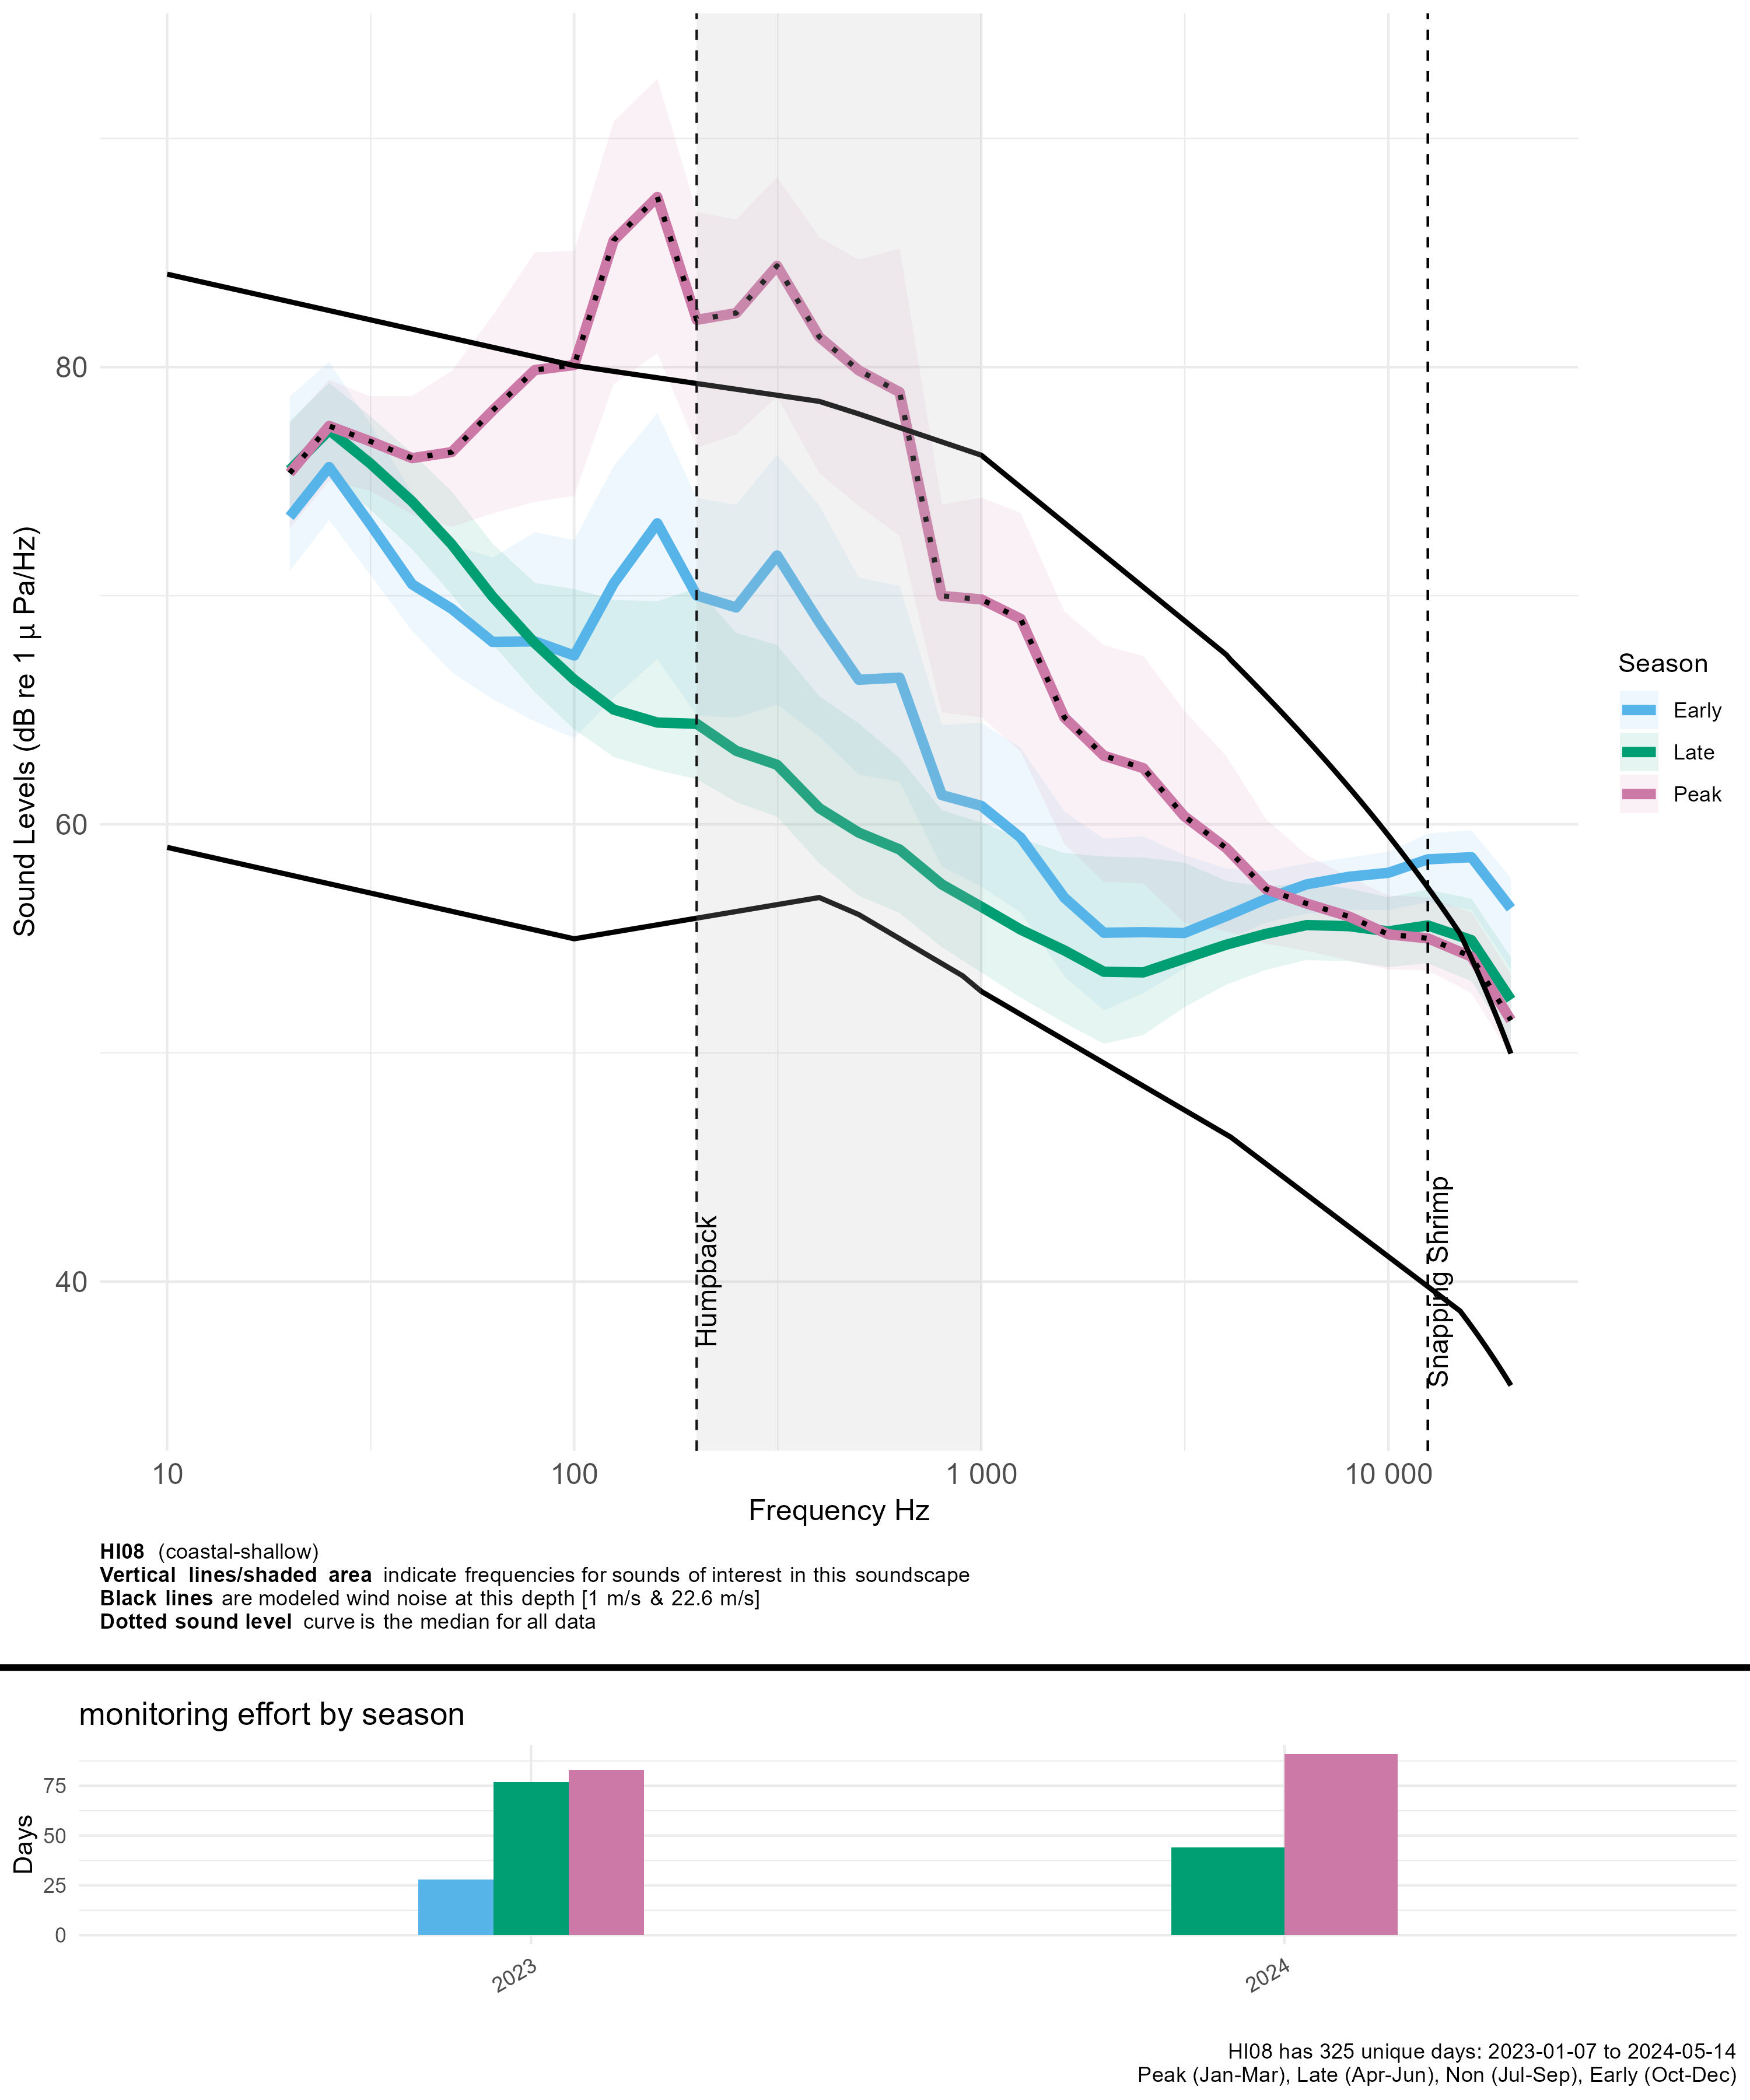 80
60
40
Sound Levels (dB re 1 µ Pa/Hz)
Humpback
Snapping Shrimp
10
100
1 000
10 000
Frequency Hz
Season
Early
Late
Peak
HI08 (coastal-shallow)
Vertical lines/shaded area indicate frequencies for sounds of interest in this soundscape
Black lines are modeled wind noise at this depth [1 m/s & 22.6 m/s]
Dotted sound level curve is the median for all data
monitoring effort by season
75
50
25
0
Days
2023
2024
HI08 has 325 unique days: 2023-01-07 to 2024-05-14
Peak (Jan-Mar), Late (Apr-Jun), Non (Jul-Sep), Early (Oct-Dec)